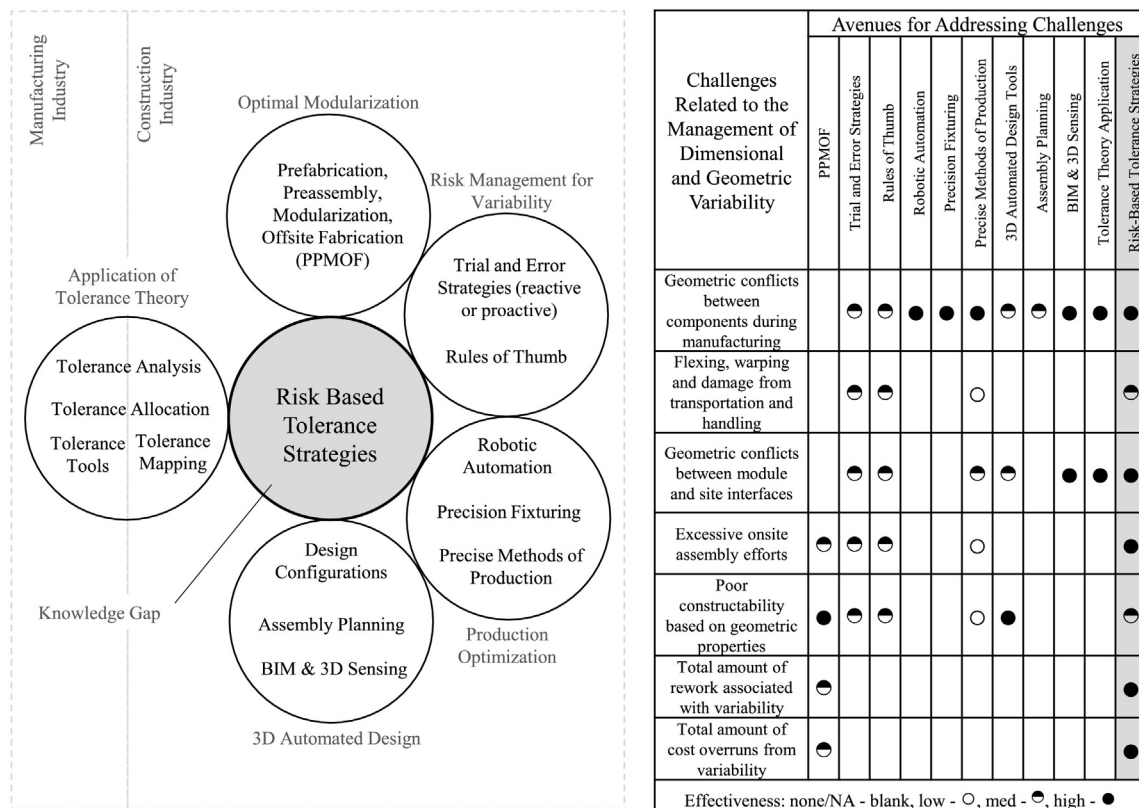 Manufacturing
Industry
Construction
Industry
Optimal Modularization
Prefabrication,
Preassembly,
Modularization,
Offsite Fabrication
(PPMOF)
Risk Management for
Variability
Trial and Error
Strategies (reactive
or proactive)
Rules of Thumb
Application of
Tolerance Theory
Tolerance Analysis
Tolerance Allocation
Tolerance
Tools
Tolerance
Mapping
Risk Based
Tolerance
Strategies
Robotic
Automation
Precision Fixturing
Precise Methods of
Production
Production
Optimization
Design
Configurations
Assembly Planning
BIM & 3D Sensing
3D Automated Design
Knowledge Gap
Challenges
Related to the
Management of
Dimensional
and Geometric
Variability
Avenues for Addressing Challenges
PPMOF
Trial and Error Strategies
Rules of Thumb
Robotic Automation
Precision Fixturing
Precise Methods of Production
3D Automated Design Tools
Assembly Planning
BIM & 3D Sensing
Tolerance Theory Application
Risk-Based Tolerance Strategies
Geometric conflicts
between
components during
manufacturing
Flexing, warping
and damage from
transportation and
handling
Geometric conflicts
between module
and site interfaces
Excessive onsite
assembly efforts
Poor
constructability
based on geometric
properties
Total amount of
rework associated
with variability
Total amount of
cost overruns from
variability
Effectiveness: none/NA - blank, low - ○, med - ◓, high - ●